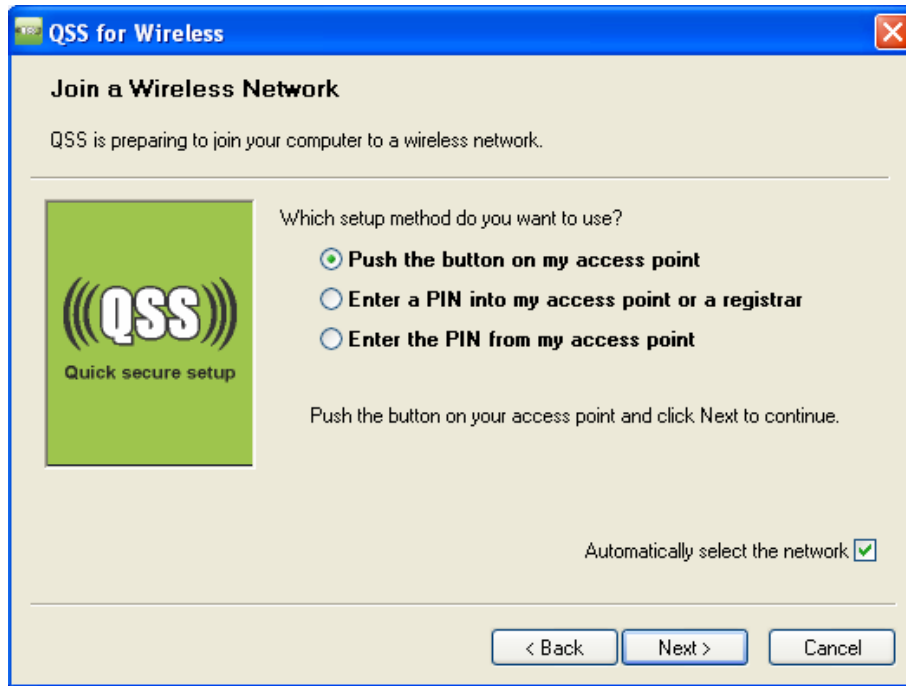 QSS for Wireless
Join a Wireless Network
QSS is preparing to join your computer to a wireless network.
Which setup method do you want to use?
Push the button on my access point
Enter a PIN into my access point or a registrar
Enter the PIN from my access point
(((QSS)))
Quick secure setup
Push the button on your access point and click Next to continue.
Automatically select the network
< Back
Next >
Cancel